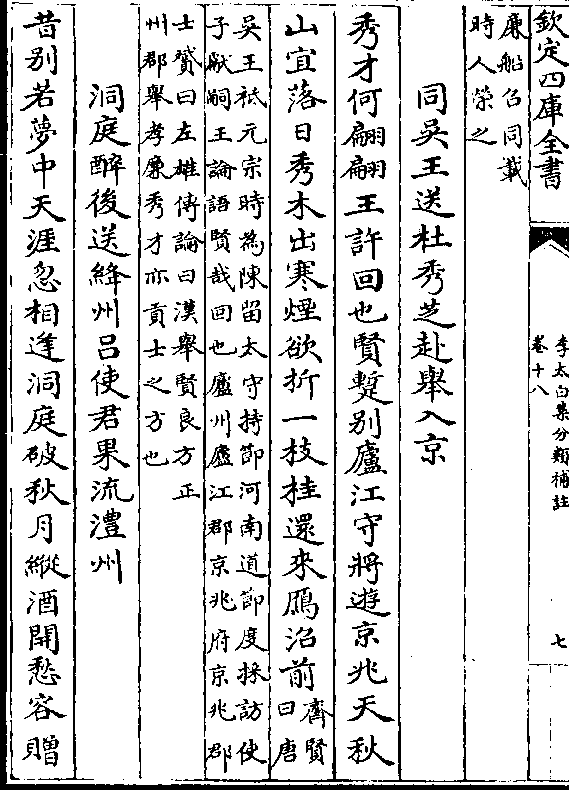 欽定四庫全書
李太白集分類補註
卷十八
七
廉船召同載
時人榮之
同吳王送杜秀芝赴舉入京
秀才何翩翩王許回也賢蹔别廬江守將遊京兆天秋
山宜落日秀木出寒煙欲折一枝桂還來鴈沼前
齊賢
曰唐
吳王祗元宗時為陳留太守持節河南道節度採訪使
子巘嗣王論語賢哉回也廬州廬江郡京兆府京兆郡
士贇曰左雄傳論曰漢舉賢良方正
州郡舉孝亷秀才亦貢士之方也
洞庭醉後送絳州吕使君果流澧州
昔别若夢中天涯忽相逢洞庭破秋月縱酒開愁容贈